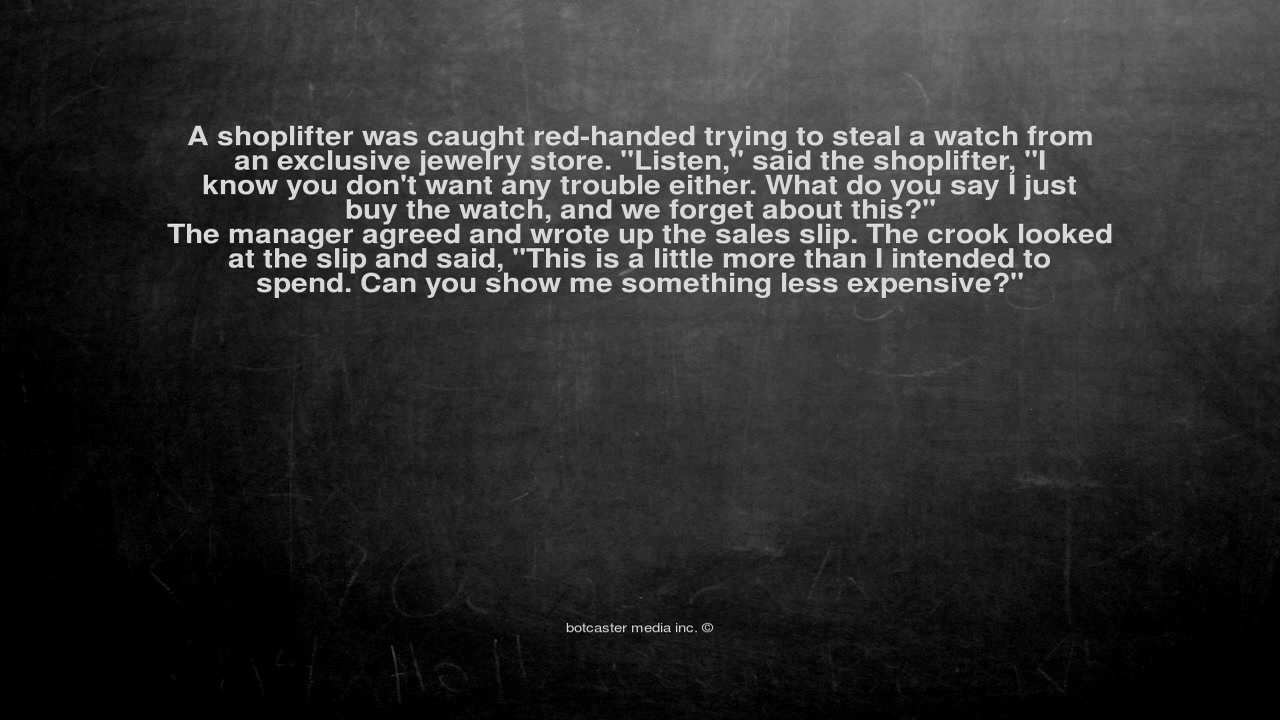 A shoplifter was caught red-handed trying to steal a watch from
an exclusive jewelry store. "Listen," said the shoplifter, "I
know you don't want any trouble either. What do you say I just
buy the watch, and we forget about this?"
The manager agreed and wrote up the sales slip. The crook looked
at the slip and said, "This is a little more than I intended to
spend. Can you show me something less expensive?"
botcaster media inc. ©